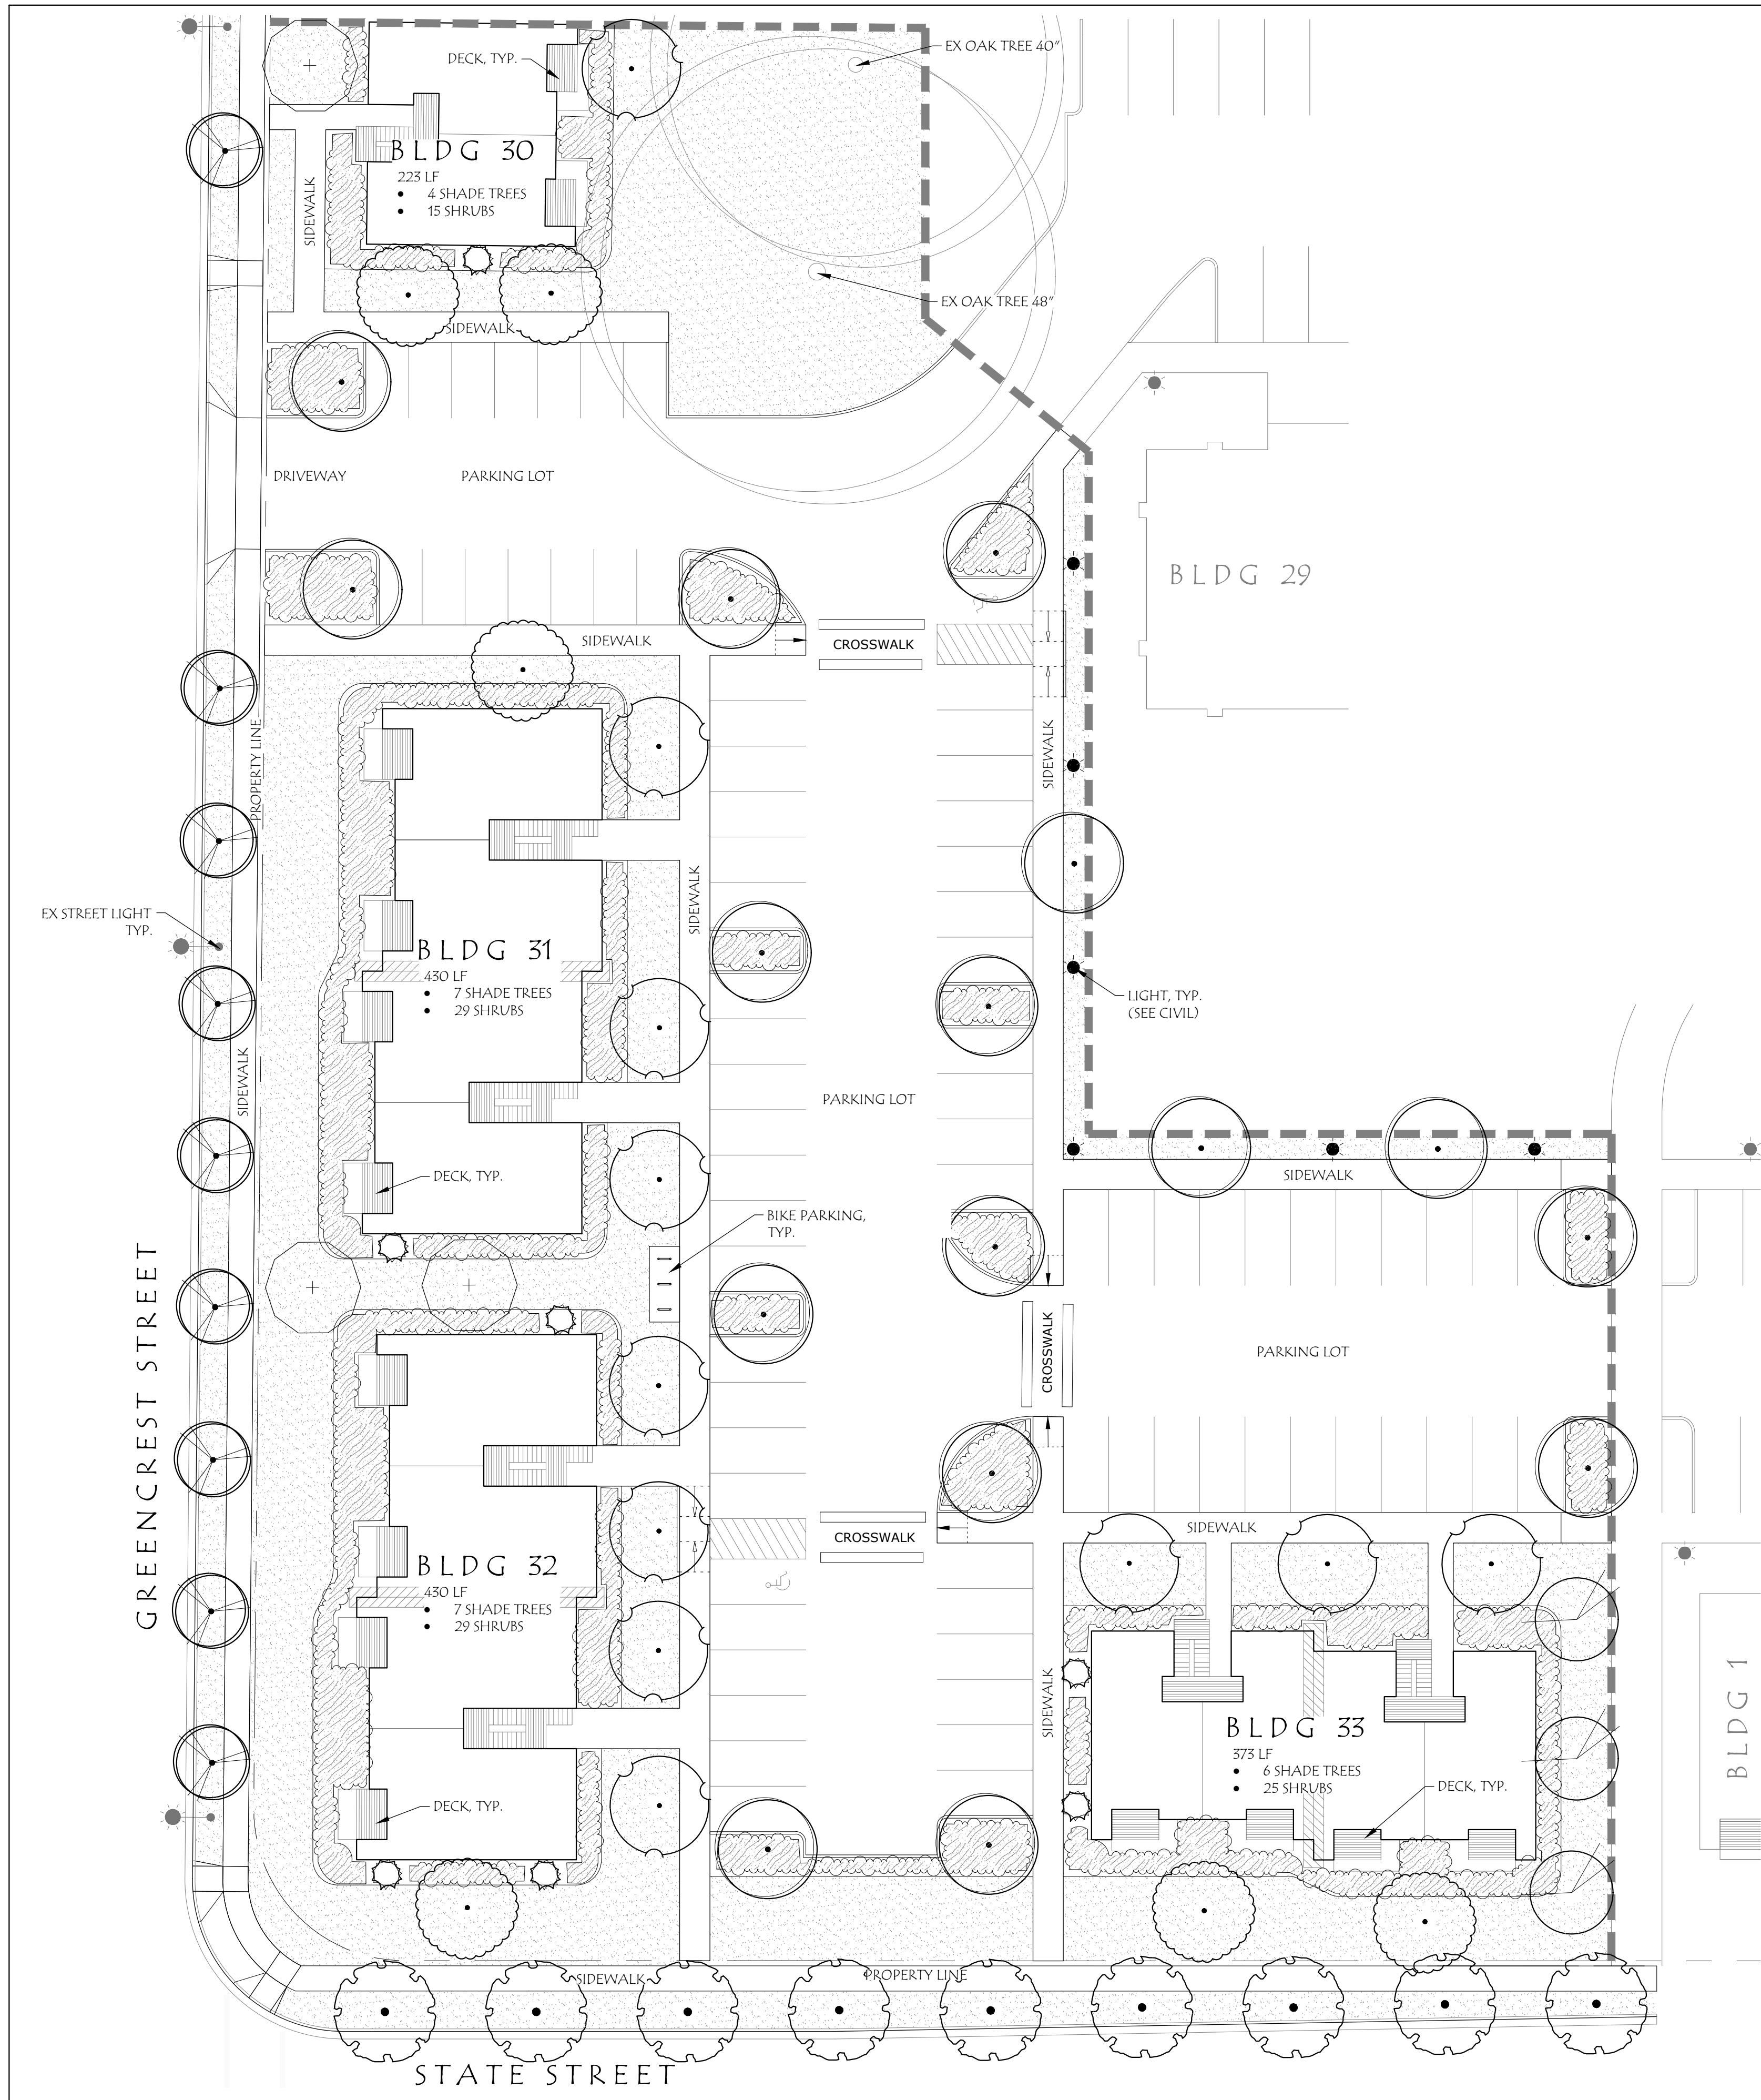 DECK, TYP.
EX OAK TREE 40"
BLDG 30
223 LF
• 4 SHADE TREES
• 15 SHRUBS
SIDEWALK
EX OAK TREE 48"
SIDEWALK
DRIVEWAY
PARKING LOT
BLDG 29
SIDEWALK
CROSSWALK
PROPERTY LINE
SIDEWALK
SIDEWALK
EX STREET LIGHT
TYP.
BLDG 31
430 LF
• 7 SHADE TREES
• 29 SHRUBS
LIGHT, TYP.
(SEE CIVIL)
SIDEWALK
PARKING LOT
DECK, TYP.
SIDEWALK
BIKE PARKING,
TYP.
GREENCREST STREET
CROSSWALK
PARKING LOT
SIDEWALK
CROSSWALK
BLDG 32
430 LF
• 7 SHADE TREES
• 29 SHRUBS
SIDEWALK
BLDG 33
373 LF
• 6 SHADE TREES
• 25 SHRUBS
DECK, TYP.
BLDG 1
DECK, TYP.
SIDEWALK
PROPERTY LINE
STATE STREET